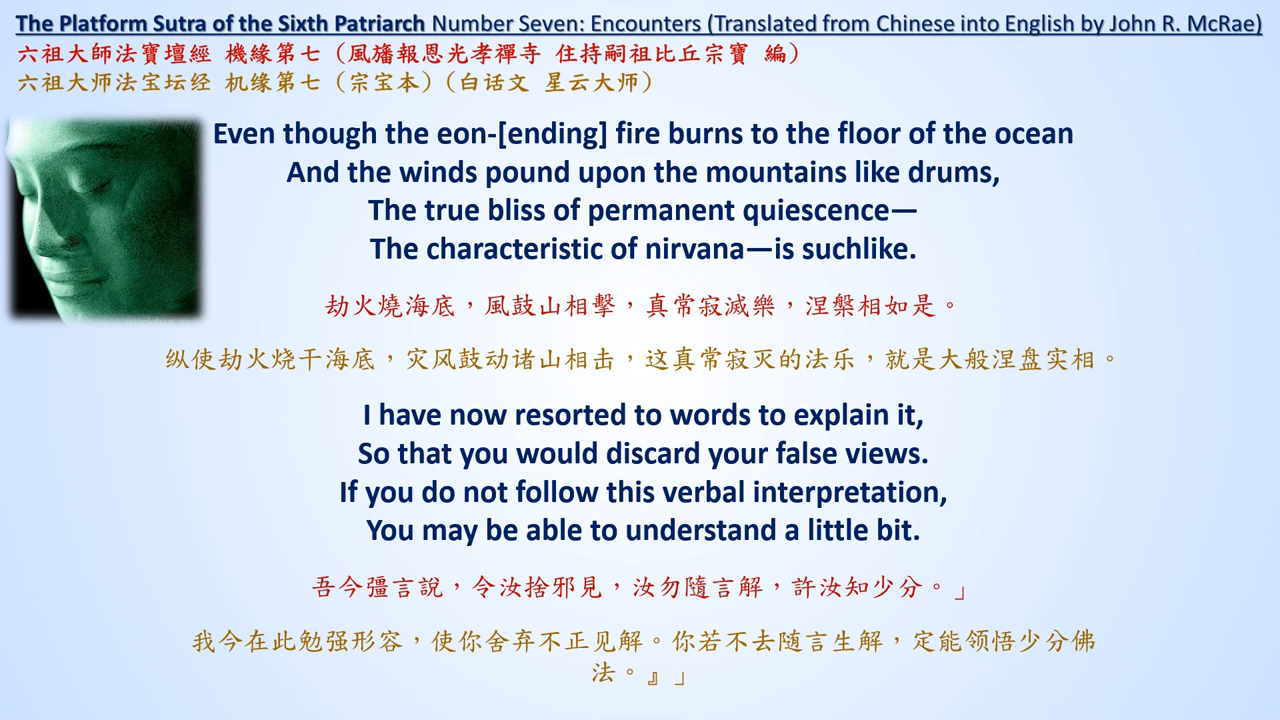 The Platform Sutra of the Sixth Patriarch Number Seven: Encounters (Translated from Chinese into English by John R. McRae)
六祖大師法寶壇經 機緣第七（風旛報恩光孝禪寺 住持嗣祖比丘宗寶 編）
六祖大师法宝坛经 机缘第七（宗宝本）（白话文 星云大师）
Even though the eon-[ending] fire burns to the floor of the ocean
And the winds pound upon the mountains like drums,
The true bliss of permanent quiescence—
The characteristic of nirvana—is suchlike.
劫火燒海底，風鼓山相擊，真常寂滅樂，涅槃相如是。
纵使劫火烧干海底，灾风鼓动诸山相击，这真常寂灭的法乐，就是大般涅盘实相。
I have now resorted to words to explain it,
So that you would discard your false views.
If you do not follow this verbal interpretation,
You may be able to understand a little bit.
吾今彊言說，令汝捨邪見，汝勿隨言解，許汝知少分。」
我今在此勉强形容，使你舍弃不正见解。你若不去随言生解，定能领悟少分佛
法。』」